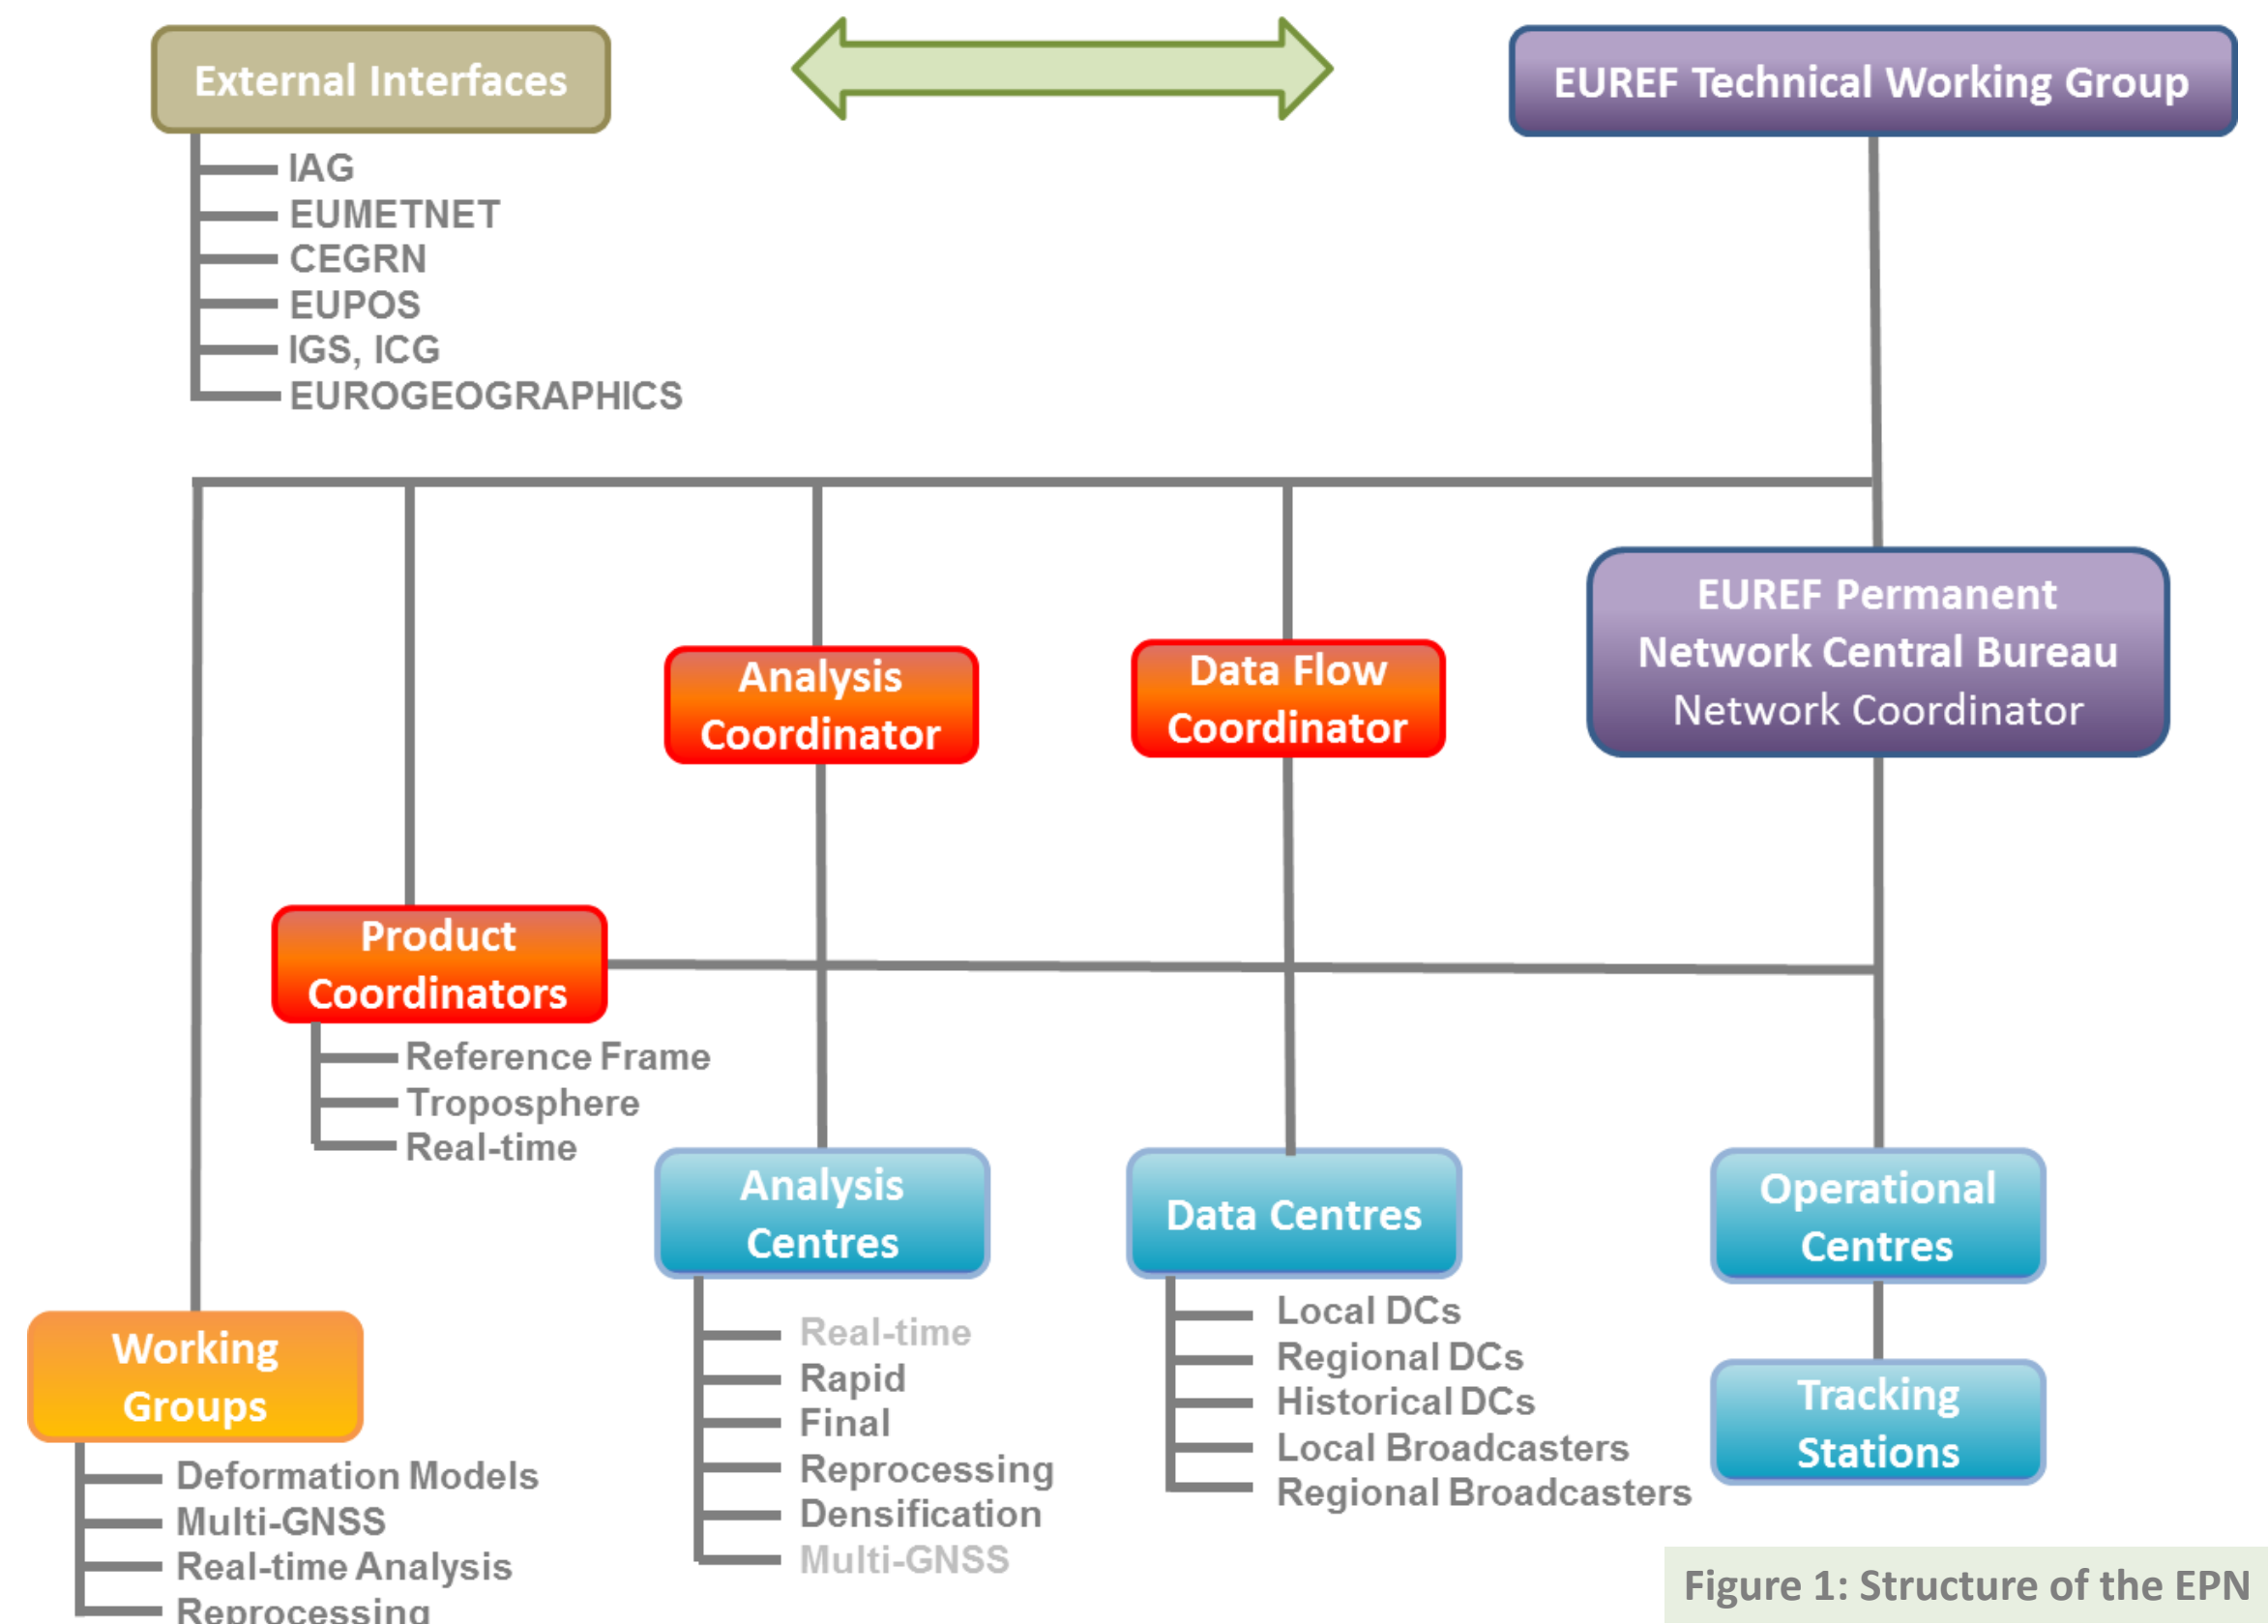 External Interfaces
EUREF Technical Working Group
IAG
EUMETNET
CEGRN
EUPOS
IGS, ICG
EUROGEOGRAPHICS
EUREF Permanent
Network Central Bureau
Network Coordinator
Analysis
Coordinator
Data Flow
Coordinator
Product
Coordinators
Reference Frame
Troposphere
Real-time
Analysis
Centres
Data Centres
Operational
Centres
Working
Groups
Real-time
Rapid
Final
Reprocessing
Densification
Multi-GNSS
Local DCs
Regional DCs
Historical DCs
Local Broadcasters
Regional Broadcasters
Tracking
Stations
Deformation Models
Multi-GNSS
Real-time Analysis
Reprocessing
Figure 1: Structure of the EPN